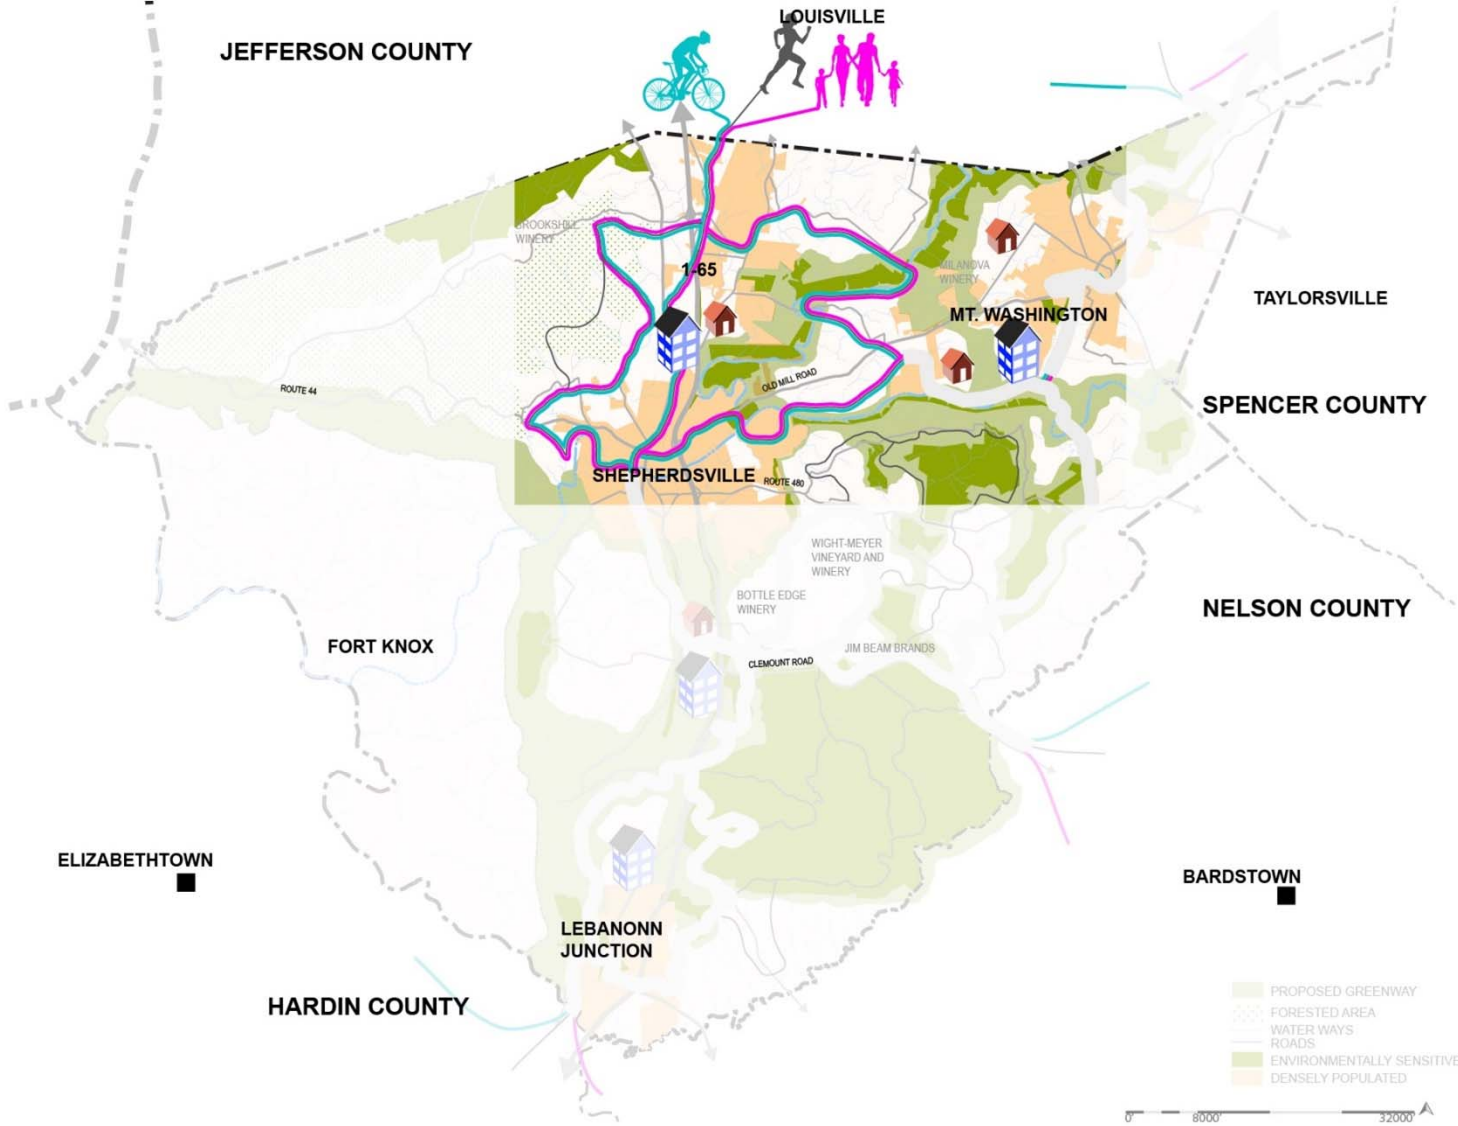 LOUISVILLE
JEFFERSON COUNTY
BROOKSHILL
WINERY
1-65
MILANOVA
WINERY
TAYLORSVILLE
MT. WASHINGTON
OLD MILL ROAD
ROUTE 44
SPENCER COUNTY
SHEPHERDSVILLE
ROUTE 480
WIGHT-MEYER
VINEYARD AND
WINERY
BOTTLE EDGE
WINERY
NELSON COUNTY
FORT KNOX
JIM BEAM BRANDS
CLEMOUNT ROAD
ELIZABETHTOWN
BARDSTOWN
LEBANONN
JUNCTION
HARDIN COUNTY
PROPOSED GREENWAY
FORESTED AREA
WATER WAYS
ROADS
ENVIRONMENTALLY SENSITIVE
DENSELY POPULATED
0' 8000' 32000'